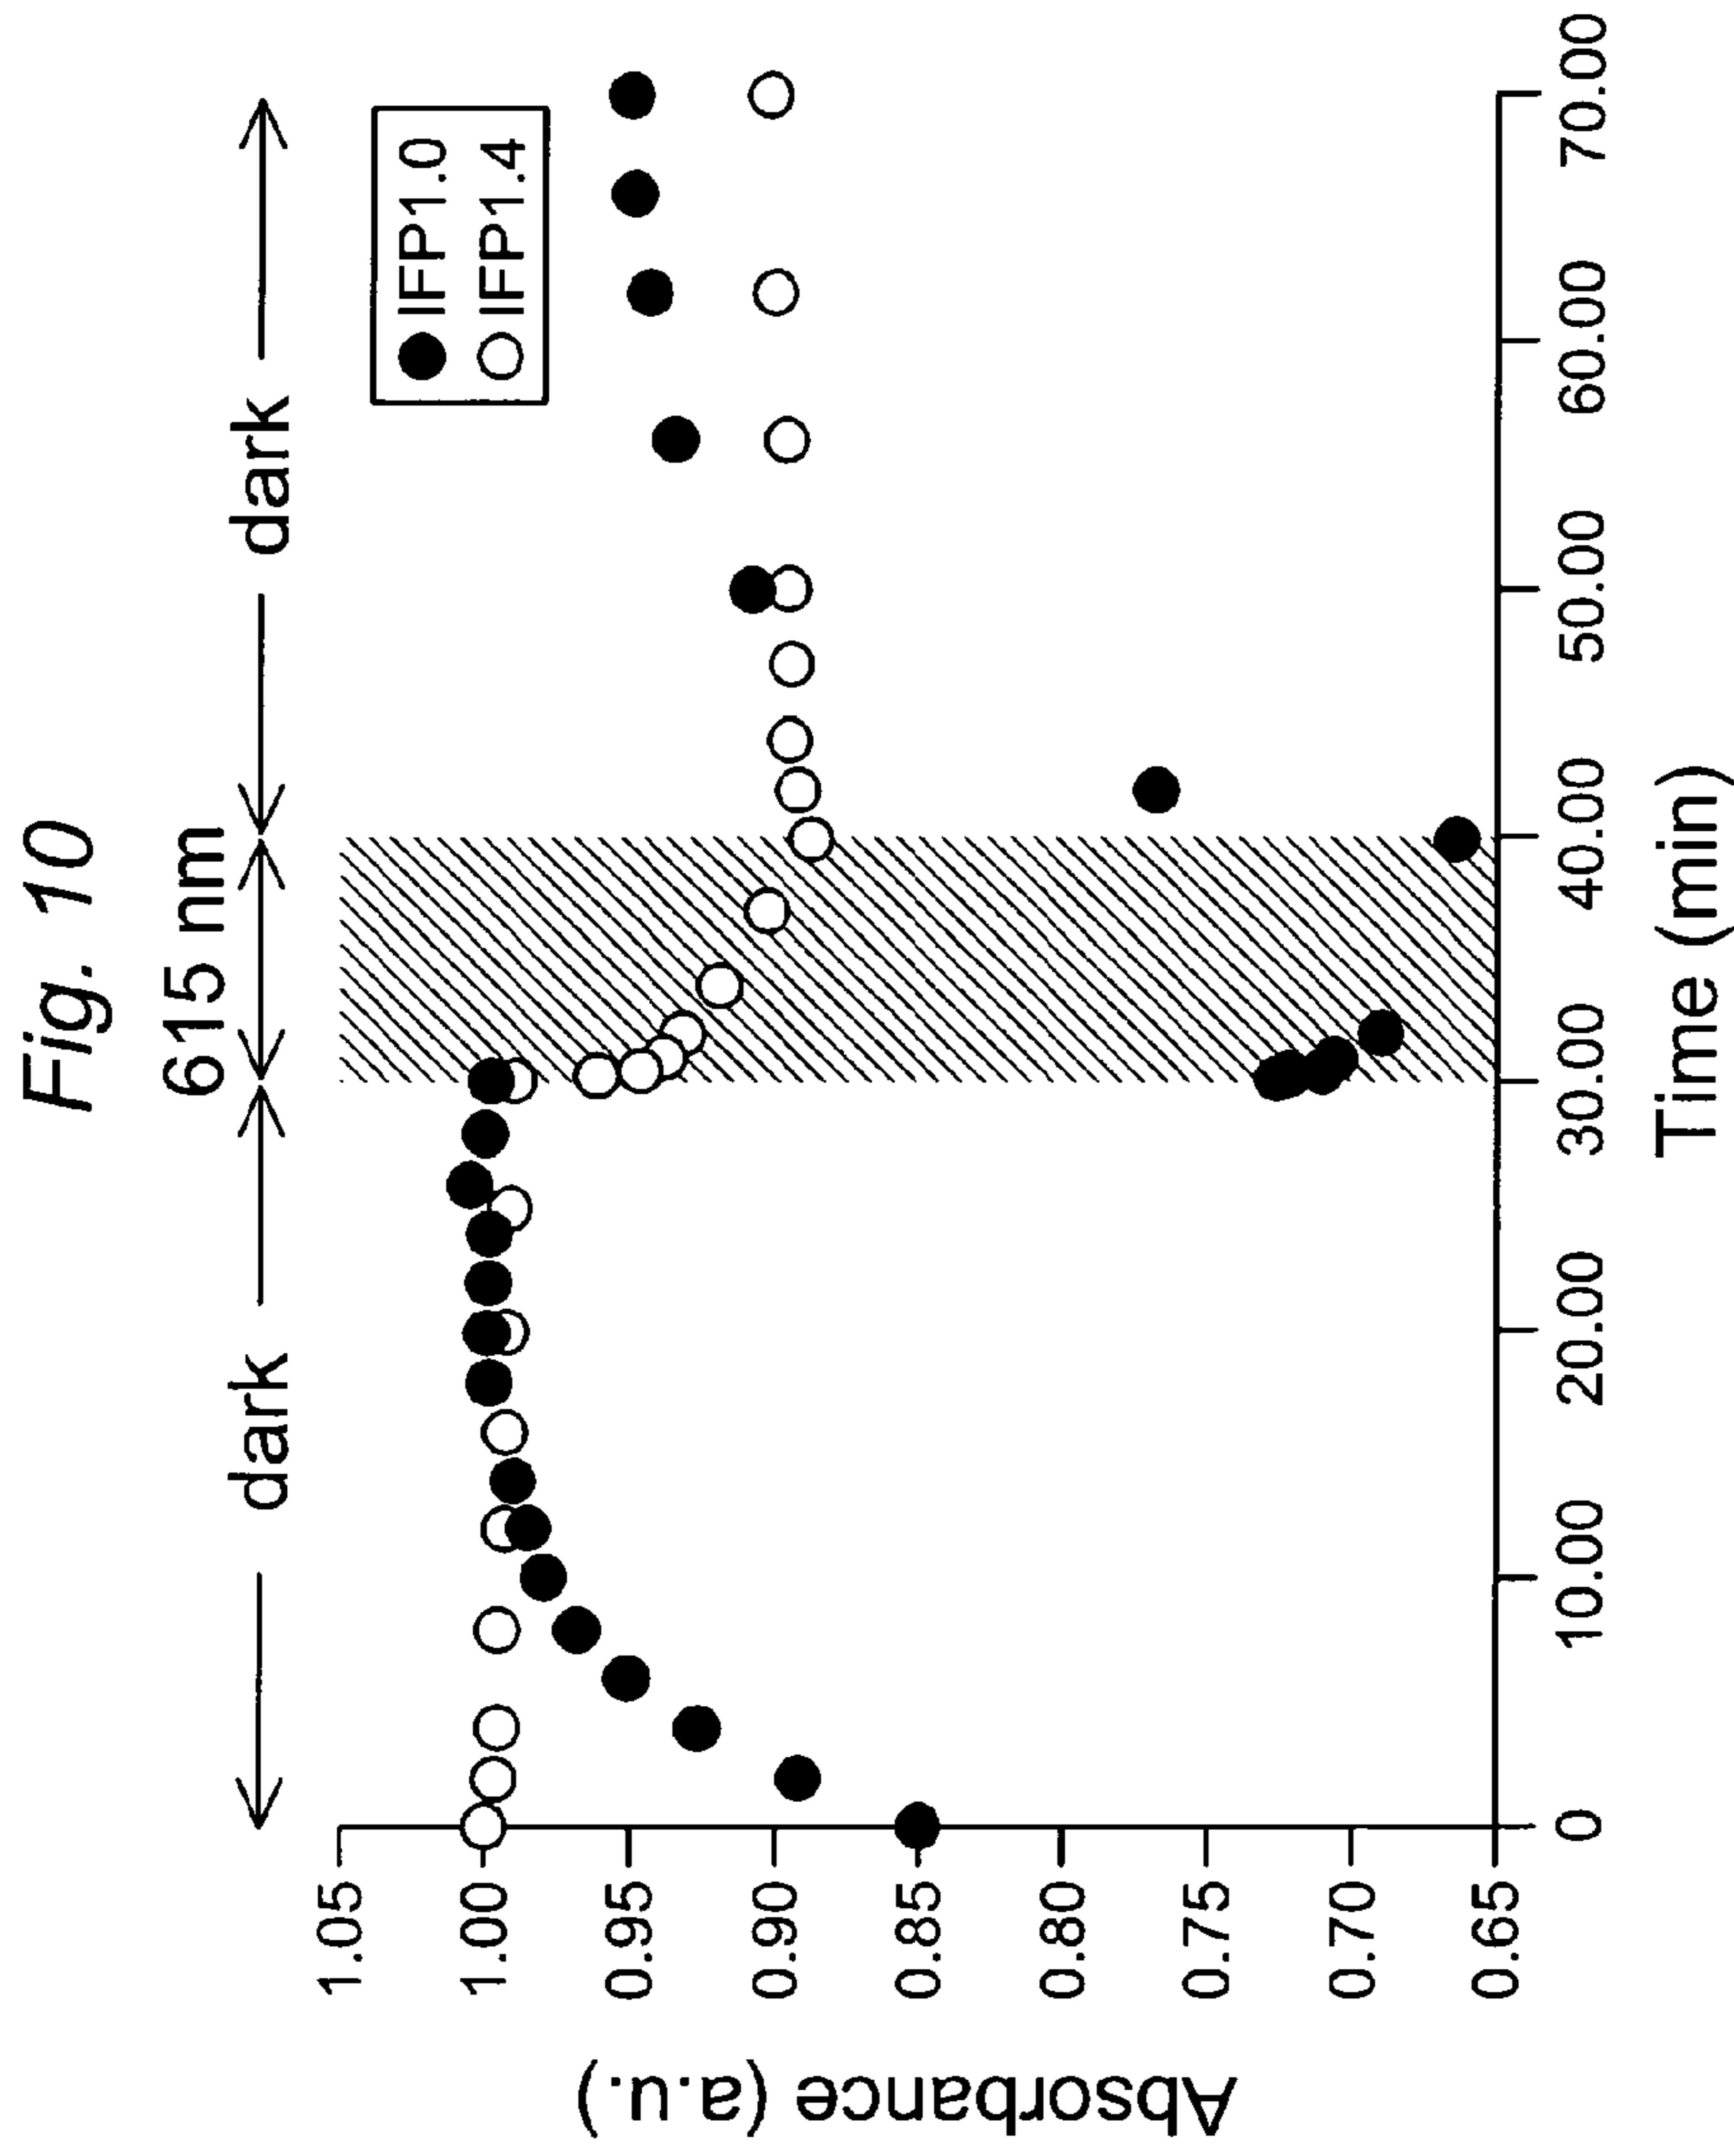 Fig. 10
dark
615 nm
dark
IFP1.0
IFP1.4
Absorbance (a.u.)
1.05
1.00
0.95
0.90
0.85
0.80
0.75
0.70
0.65
0
10.00
20.00
30.00
40.00
50.00
60.00
70.00
Time (min)